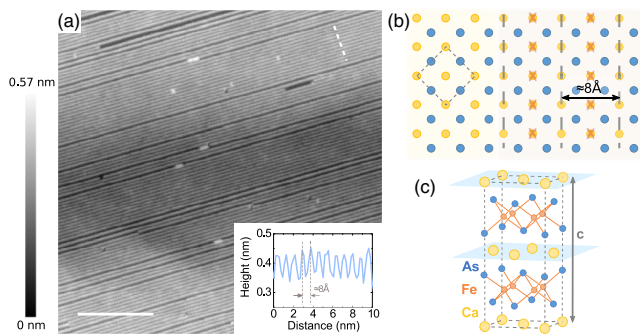 (a)
0.57 nm
0 nm
0.5
0.4
0.3
Height (nm)
≈8Å
0 2 4 6 8 10
Distance (nm)
(b)
≈8Å
(c)
c
As
Fe
Ca